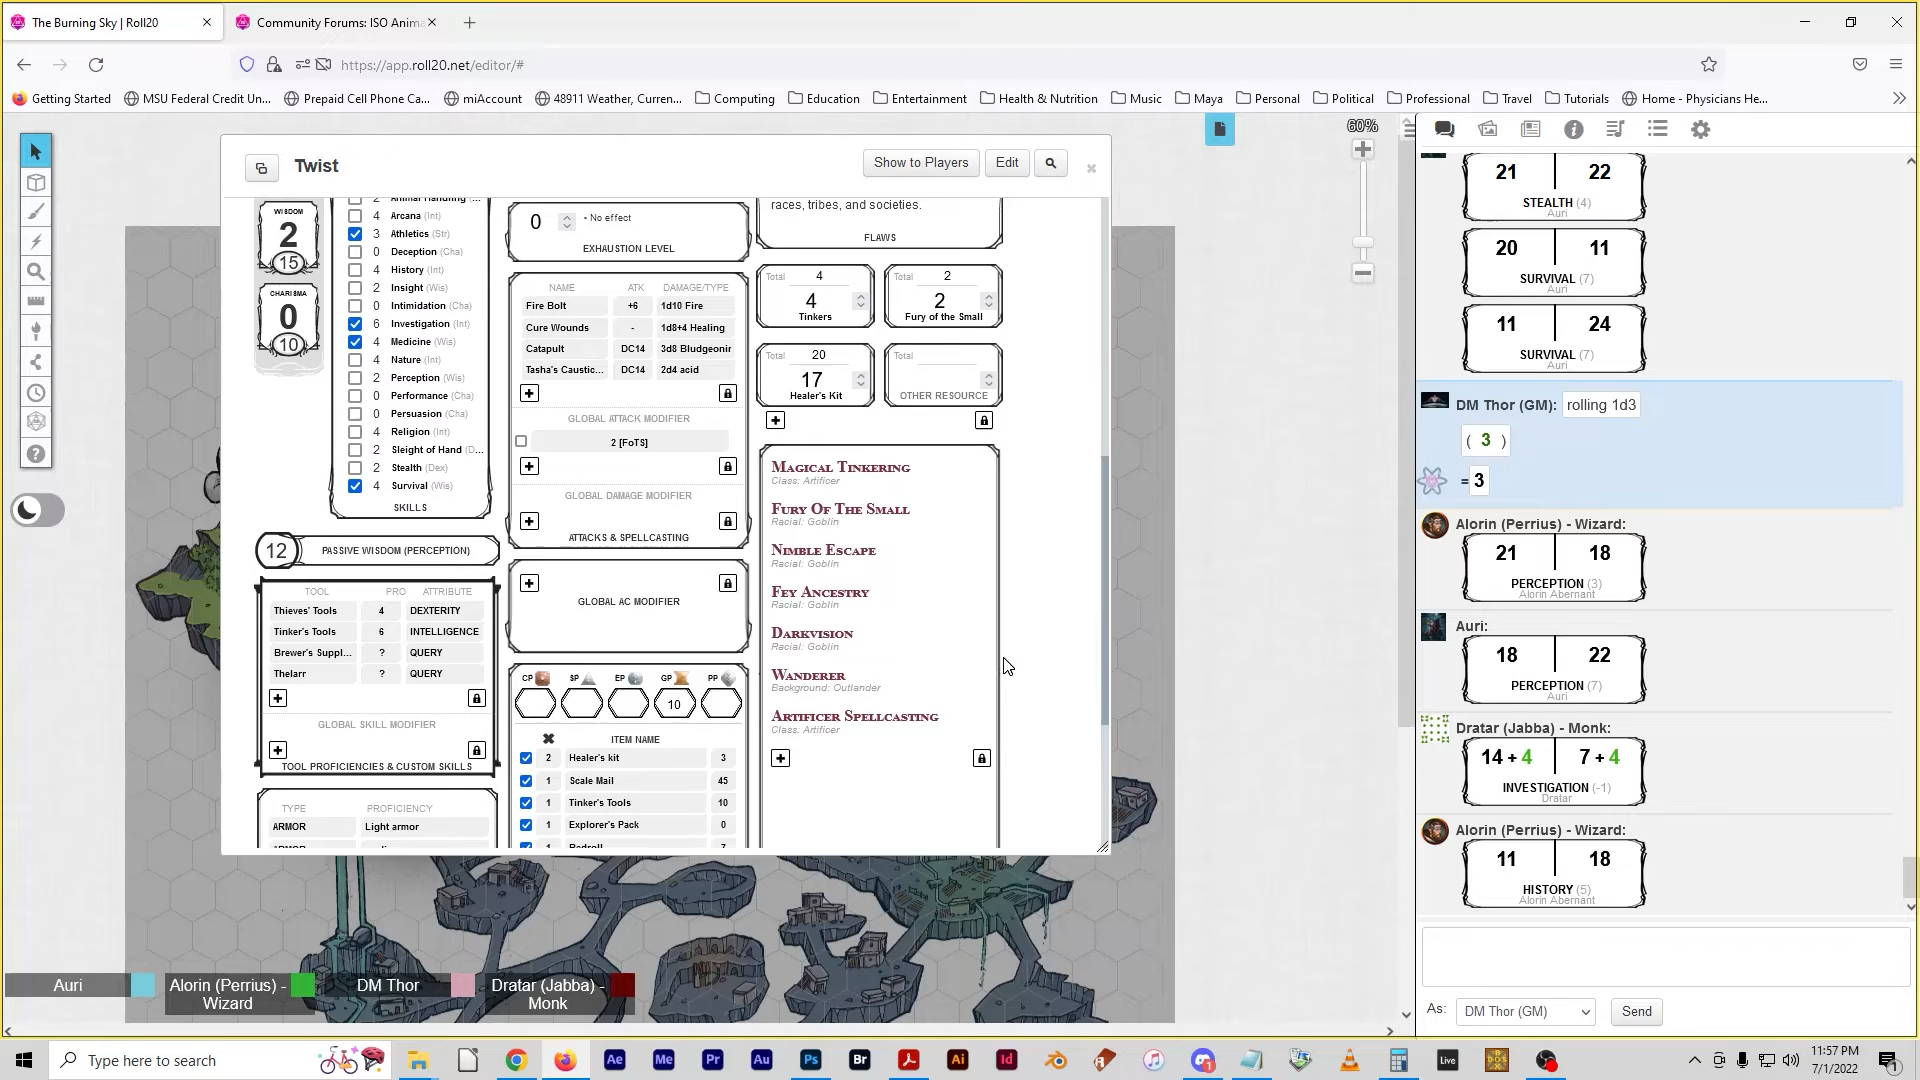 The Burning Sky | Roll20
Community Forums: ISO Anima
https://app.roll20.net/editor/#
Getting Started
MSU Federal Credit Un...
Prepaid Cell Phone Ca...
miAccount
48911 Weather, Curren...
Computing
Education
Entertainment
Health & Nutrition
Music
Maya
Personal
Political
Professional
Travel
Tutorials
Home - Physicians He...
60%
Twist
Show to Players
Edit
WISDOM
2
15
CHARISMA
0
10
2 Animal Handling (...
4 Arcana (Int)
3 Athletics (Str)
0 Deception (Cha)
4 History (Int)
2 Insight (Wis)
0 Intimidation (Cha)
6 Investigation (Int)
4 Medicine (Wis)
4 Nature (Int)
2 Perception (Wis)
0 Performance (Cha)
0 Persuasion (Cha)
4 Religion (Int)
2 Sleight of Hand (D...
2 Stealth (Dex)
4 Survival (Wis)
SKILLS
12 PASSIVE WISDOM (PERCEPTION)
TOOL PRO ATTRIBUTE
Thieves' Tools 4 DEXTERITY
Tinker's Tools 6 INTELLIGENCE
Brewer's Suppl... ? QUERY
Thelarr ? QUERY
GLOBAL SKILL MODIFIER
TOOL PROFICIENCIES & CUSTOM SKILLS
TYPE PROFICIENCY
ARMOR Light armor
0 • No effect
EXHAUSTION LEVEL
NAME ATK DAMAGE/TYPE
Fire Bolt +6 1d10 Fire
Cure Wounds - 1d8+4 Healing
Catapult DC14 3d8 Bludgeonir
Tasha's Caustic... DC14 2d4 acid
GLOBAL ATTACK MODIFIER
2 [FoTS]
GLOBAL DAMAGE MODIFIER
ATTACKS & SPELLCASTING
GLOBAL AC MODIFIER
CP SP EP GP PP
10
ITEM NAME
2 Healer's kit 3
1 Scale Mail 45
1 Tinker's Tools 10
1 Explorer's Pack 0
1 Bedroll 7
races, tribes, and societies.
FLAWS
Total 4
4
Tinkers
Total 2
2
Fury of the Small
Total 20
17
Healer's Kit
Total
OTHER RESOURCE
MAGICAL TINKERING
Class: Artificer
FURY OF THE SMALL
Racial: Goblin
NIMBLE ESCAPE
Racial: Goblin
FEY ANCESTRY
Racial: Goblin
DARKVISION
Racial: Goblin
WANDERER
Background: Outlander
ARTIFICER SPELLCASTING
Class: Artificer
21 22
STEALTH (4)
Auri
20 11
SURVIVAL (7)
Auri
11 24
SURVIVAL (7)
Auri
DM Thor (GM): rolling 1d3
( 3 )
= 3
Alorin (Perrius) - Wizard:
21 18
PERCEPTION (3)
Alorin Abernant
Auri:
18 22
PERCEPTION (7)
Auri
Dratar (Jabba) - Monk:
14 + 4 7 + 4
INVESTIGATION (-1)
Dratar
Alorin (Perrius) - Wizard:
11 18
HISTORY (5)
Alorin Abernant
As: DM Thor (GM) Send
Auri
Alorin (Perrius) - Wizard
DM Thor
Dratar (Jabba) - Monk
Type here to search
Ae
Me
Pr
Au
Ps
Br
Ai
Id
Live
11:57 PM
7/1/2022